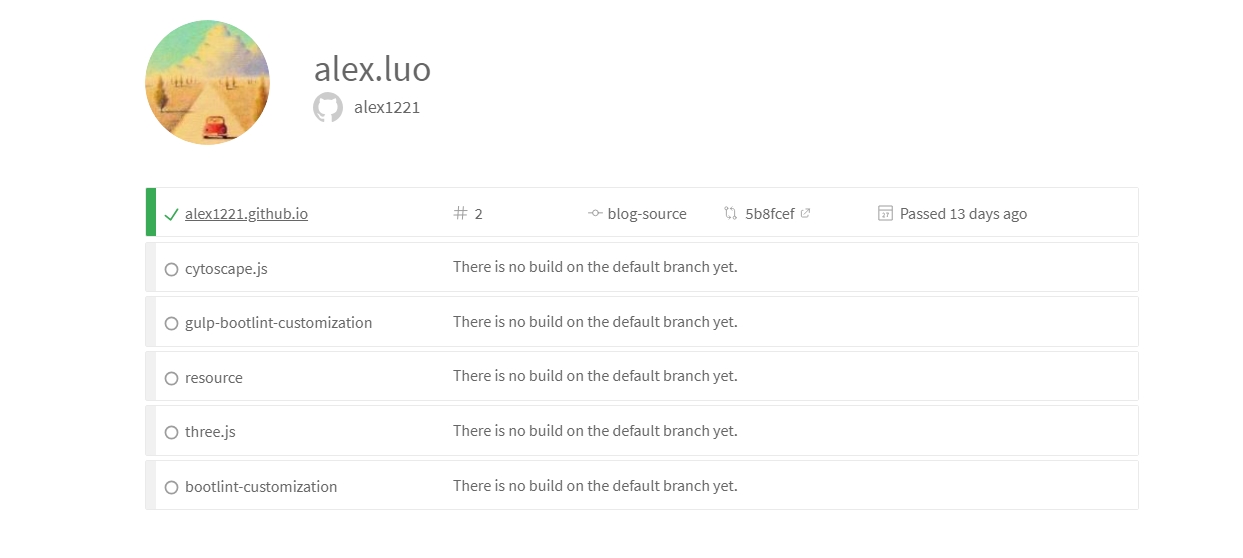 alex.luo
alex1221
alex1221.github.io 2 blog-source 5b8fcef 27 Passed 13 days ago
cytoscape.js There is no build on the default branch yet.
gulp-bootlint-customization There is no build on the default branch yet.
resource There is no build on the default branch yet.
three.js There is no build on the default branch yet.
bootlint-customization There is no build on the default branch yet.